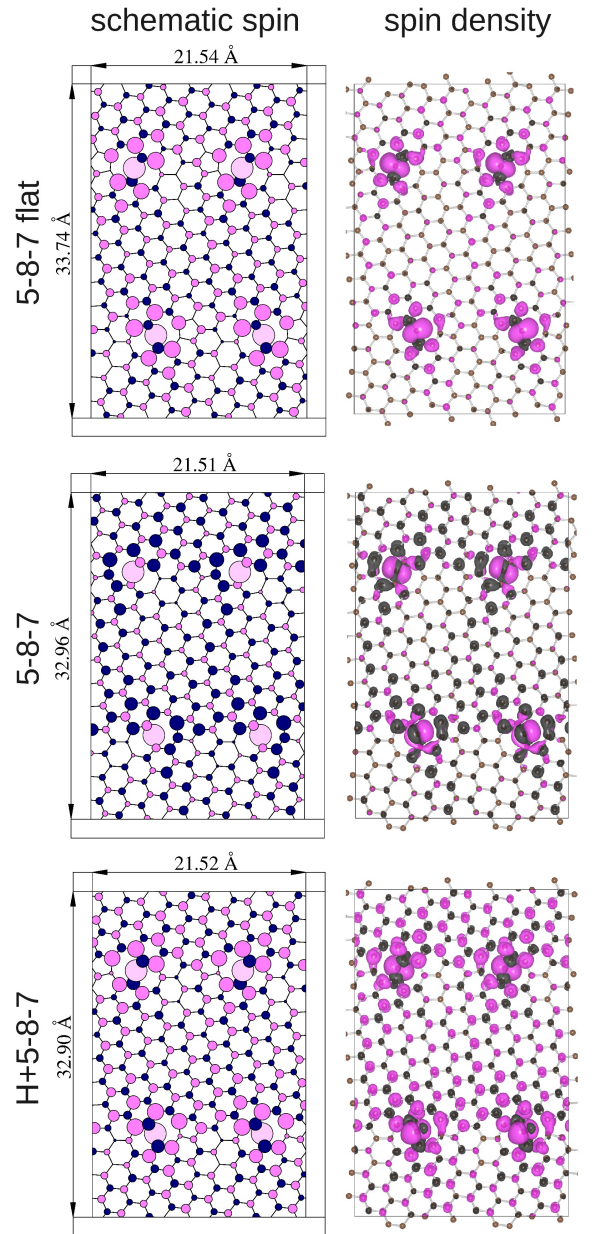 schematic spin spin density
21.54 Å
5-8-7 flat
33.74 Å
21.51 Å
5-8-7
32.96 Å
21.52 Å
H+5-8-7
32.90 Å